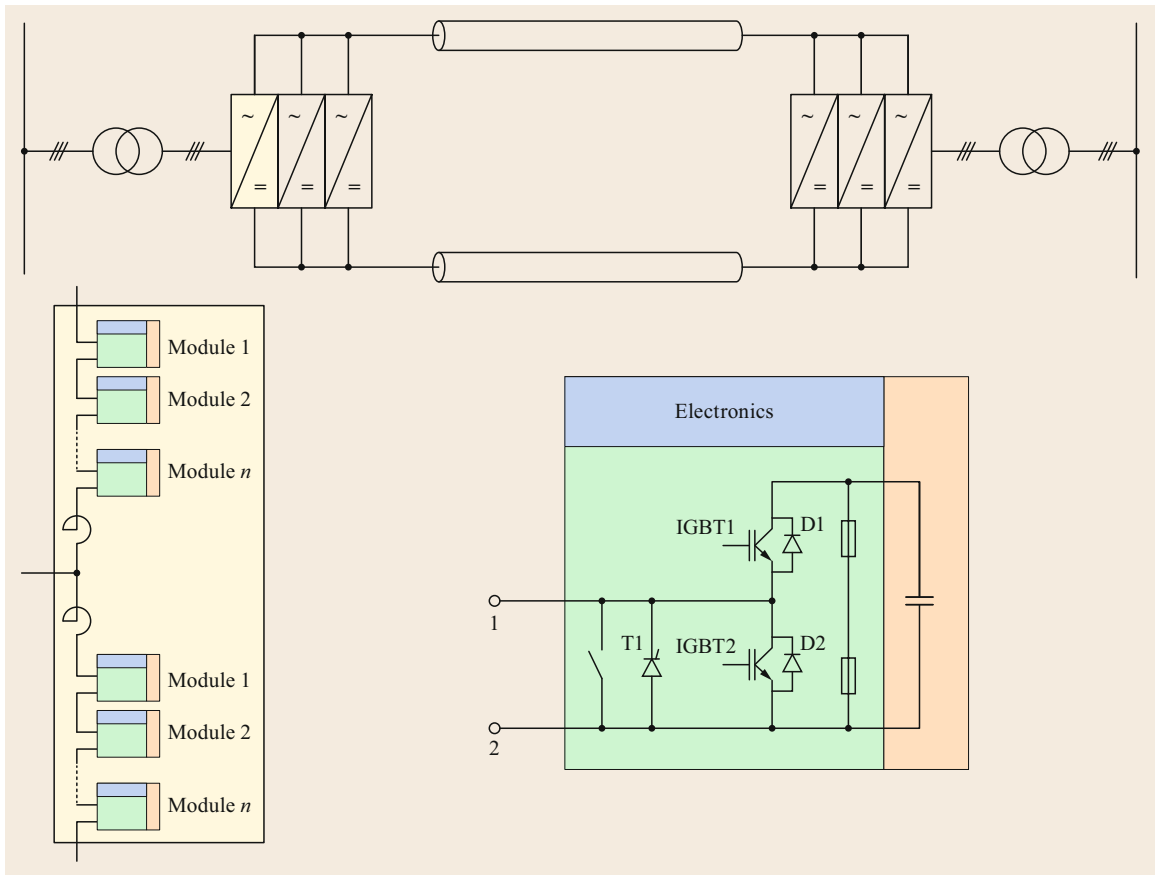 ~ ~ ~
= = =
~ ~ ~
= = =
Module 1
Module 2
Module n
Module 1
Module 2
Module n
Electronics
IGBT1
D1
1
T1
IGBT2
D2
2